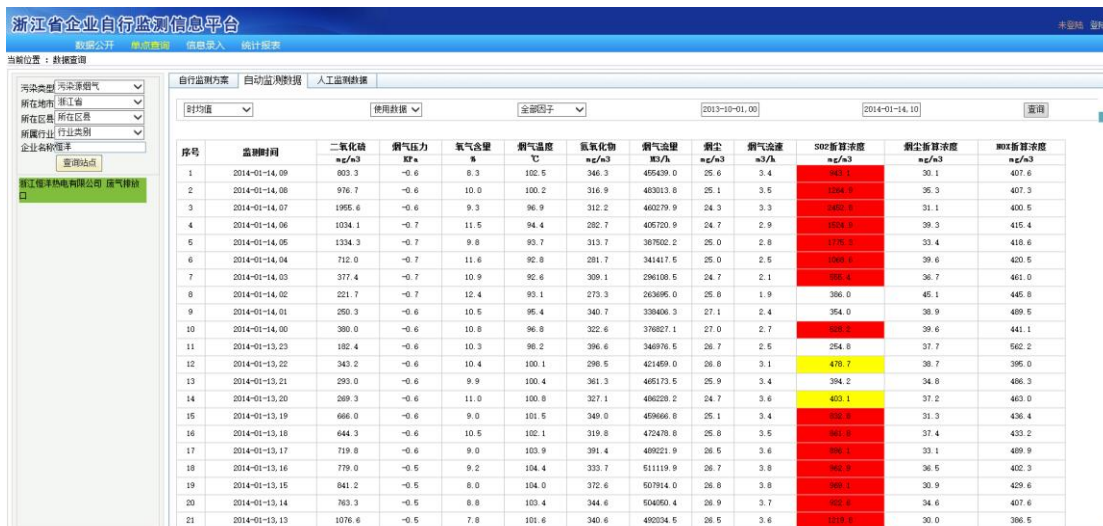 浙江省企业自行监测信息平台
未登陆 登陆
数据公开 单点查询 信息录入 统计报表
当前位置 : 数据查询
污染类型 污染源烟气
所在地市 浙江省
所在区县 所在区县
所属行业 行业类别
企业名称 恒洋
查询站点
浙江恒洋热电有限公司 废气排放口
自行监测方案 自动监测数据 人工监测数据
时均值 使用数据 全部因子 2013-10-01,00 2014-01-14,10 查询
序号 监测时间 二氧化硫 烟气压力 氧气含量 烟气温度 氮氧化物 烟气流量 烟尘 烟气流速 SO2折算浓度 烟尘折算浓度 NOX折算浓度
mg/m3 KPa % ℃ mg/m3 M3/h mg/m3 m3/h mg/m3 mg/m3 mg/m3
1 2014-01-14,09 803.3 -0.6 8.3 102.5 346.3 455439.0 25.6 3.4 30.1 407.6
2 2014-01-14,08 976.7 -0.6 10.0 100.2 316.9 483013.8 25.1 3.5 35.3 407.3
3 2014-01-14,07 1955.6 -0.6 9.3 96.9 312.2 460279.9 24.3 3.3 31.1 400.5
4 2014-01-14,06 1034.1 -0.7 11.5 94.4 282.7 405720.9 24.7 2.9 39.3 415.4
5 2014-01-14,05 1334.3 -0.7 9.8 93.7 313.7 387502.2 25.0 2.8 33.4 418.6
6 2014-01-14,04 712.0 -0.7 11.6 92.8 281.7 341417.5 25.0 2.5 39.6 420.5
7 2014-01-14,03 377.4 -0.7 10.9 92.6 309.1 296108.5 24.7 2.1 36.7 461.0
8 2014-01-14,02 221.7 -0.7 12.4 93.1 273.3 263695.0 25.8 1.9 386.0 45.1 445.8
9 2014-01-14,01 250.3 -0.6 10.5 95.4 340.7 338406.3 27.1 2.4 354.0 38.9 489.5
10 2014-01-14,00 380.0 -0.6 10.8 96.8 322.6 376827.1 27.0 2.7 39.6 441.1
11 2014-01-13,23 182.4 -0.6 10.3 98.2 396.6 346976.5 26.7 2.5 254.8 37.7 562.2
12 2014-01-13,22 343.2 -0.6 10.4 100.1 298.5 421459.0 26.8 3.1 478.7 38.7 395.0
13 2014-01-13,21 293.0 -0.6 9.9 100.4 361.3 465173.5 25.9 3.4 394.2 34.8 486.3
14 2014-01-13,20 269.3 -0.6 11.0 100.8 327.1 486228.2 24.7 3.6 403.1 37.2 463.0
15 2014-01-13,19 666.0 -0.6 9.0 101.5 349.0 459666.8 25.1 3.4 31.3 436.4
16 2014-01-13,18 644.3 -0.6 10.5 102.1 319.8 472478.8 25.8 3.5 37.4 433.2
17 2014-01-13,17 719.8 -0.6 9.0 103.9 391.4 489221.9 26.5 3.6 33.1 489.9
18 2014-01-13,16 779.0 -0.5 9.2 104.4 333.7 511119.9 26.7 3.8 36.5 402.3
19 2014-01-13,15 841.2 -0.5 8.0 104.0 372.6 507914.0 26.8 3.8 30.9 429.6
20 2014-01-13,14 763.3 -0.5 8.8 103.4 344.6 504050.4 26.9 3.7 34.6 407.6
21 2014-01-13,13 1076.6 -0.5 7.8 101.6 340.6 492034.5 26.5 3.6 30.0 386.5